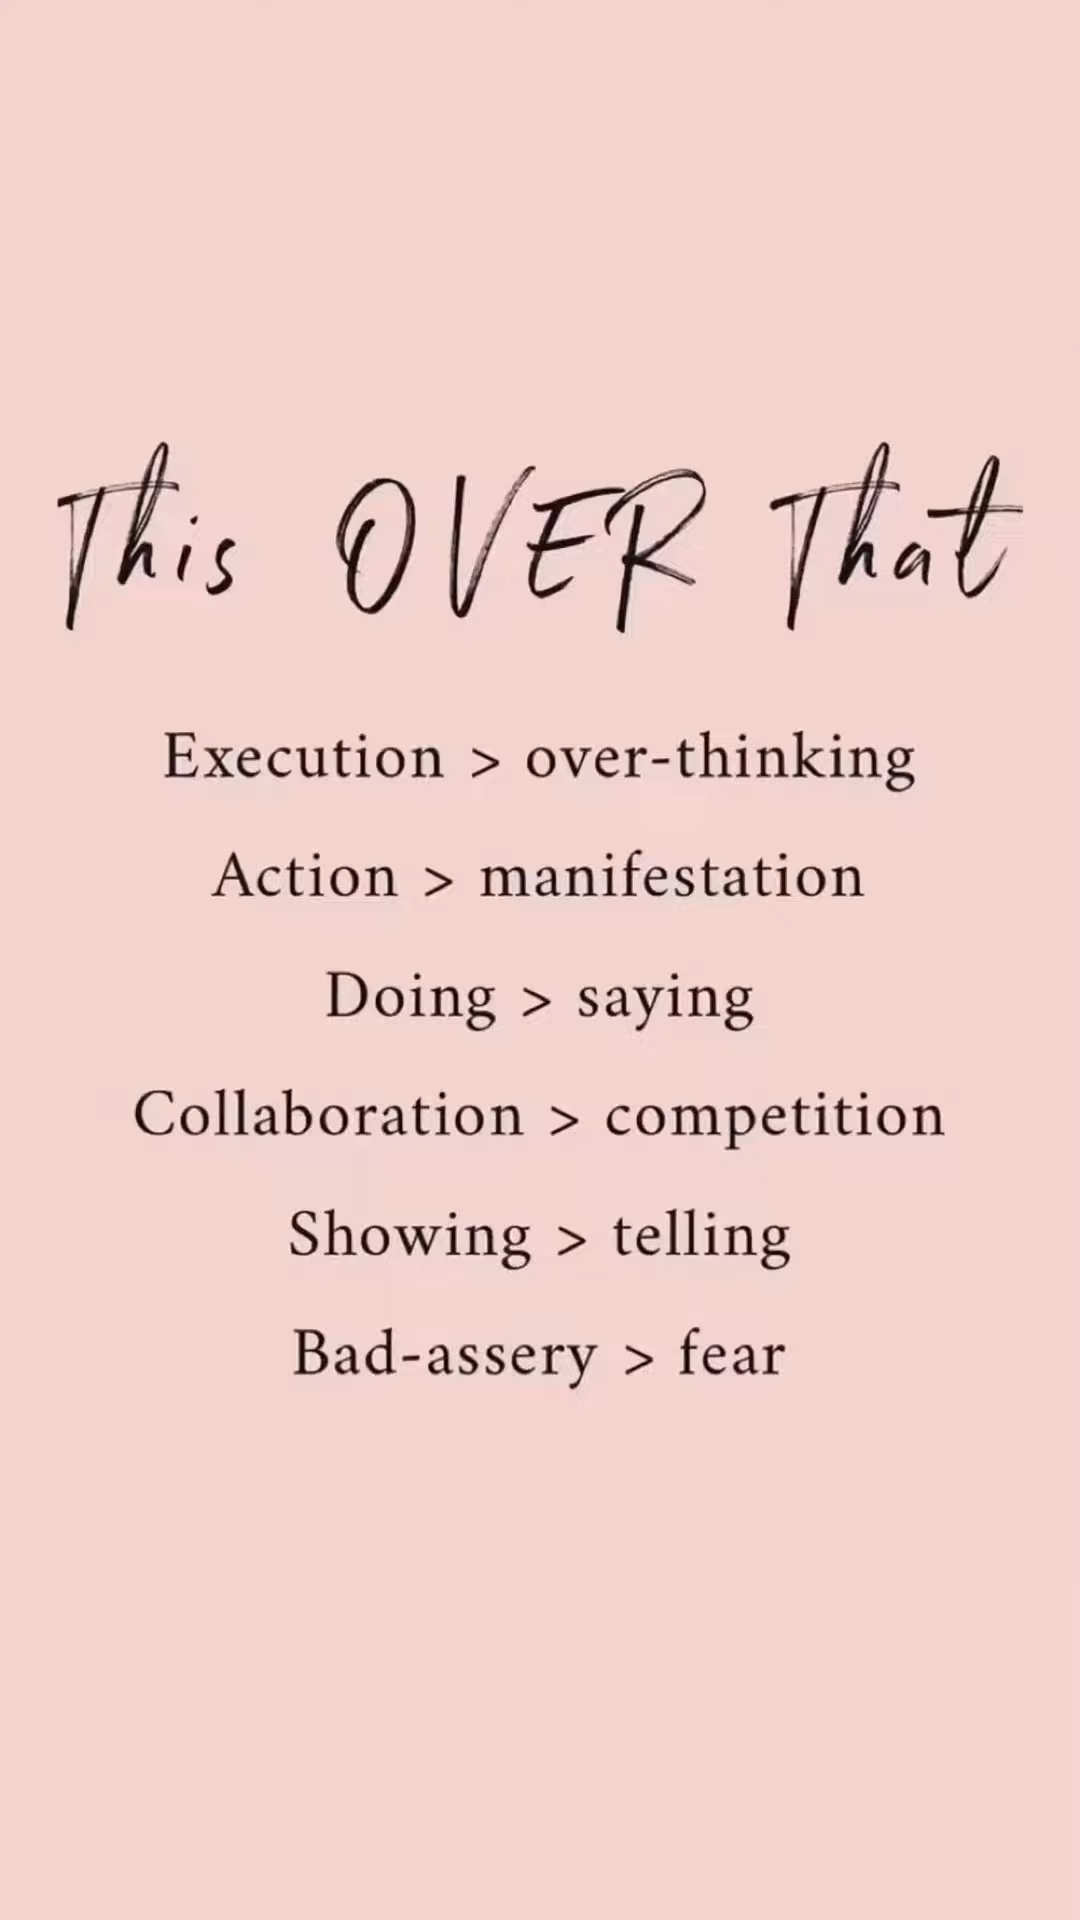 This OVER That
Execution > over-thinking
Action > manifestation
Doing > saying
Collaboration > competition
Showing > telling
Bad-assery > fear